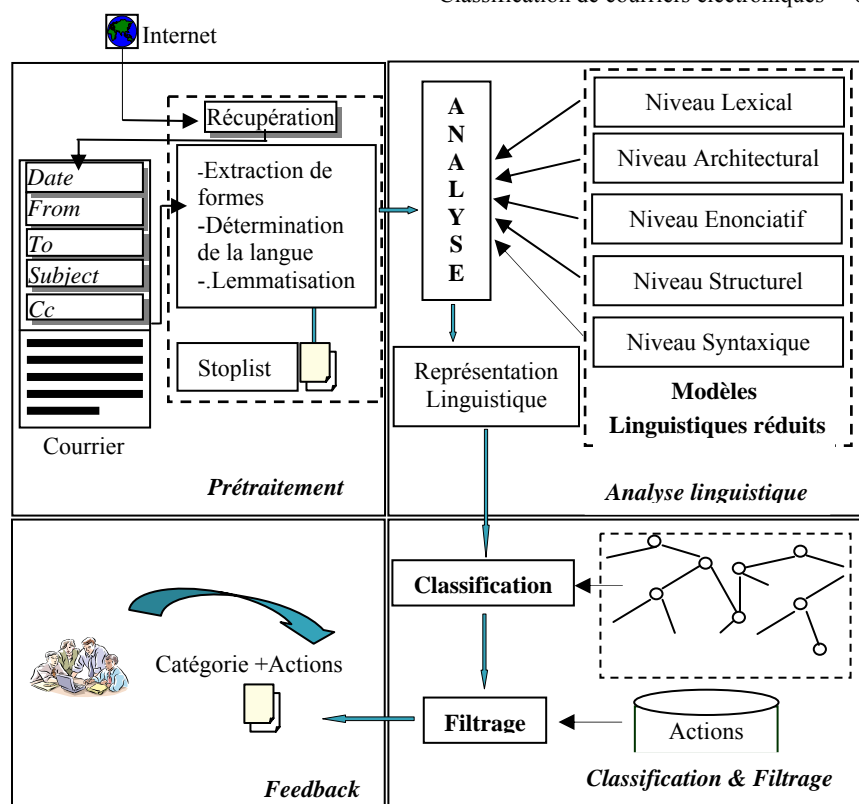 Classification de courriers électroniques
Internet
Récupération
Date
From
To
Subject
Cc
Courrier
-Extraction de
formes
-Détermination
de la langue
-.Lemmatisation
Stoplist
Prétraitement
A
N
A
L
Y
S
E
Niveau Lexical
Niveau Architectural
Niveau Enonciatif
Niveau Structurel
Niveau Syntaxique
Modèles
Linguistiques réduits
Représentation
Linguistique
Analyse linguistique
Classification
Filtrage
Actions
Classification & Filtrage
Catégorie +Actions
Feedback